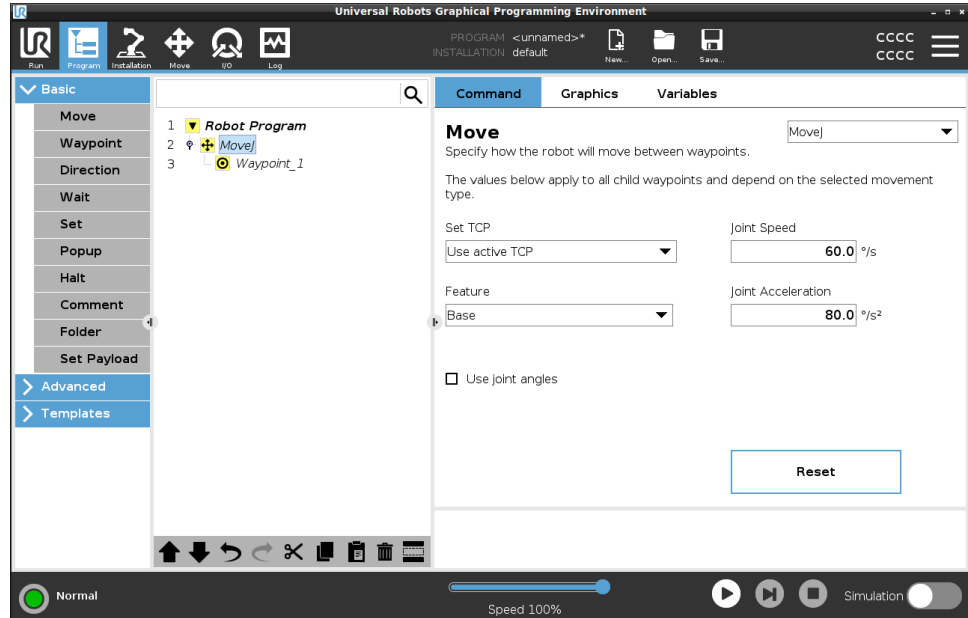 Universal Robots Graphical Programming Environment
PROGRAM <unnamed>*
INSTALLATION default
CCCC
CCCC
Run
Program
Installation
Move
I/O
Log
New...
Open...
Save...
Basic
Move
Waypoint
Direction
Wait
Set
Popup
Halt
Comment
Folder
Set Payload
Advanced
Templates
1 Robot Program
2 MoveJ
3 Waypoint_1
Command
Graphics
Variables
Move
MoveJ
Specify how the robot will move between waypoints.
The values below apply to all child waypoints and depend on the selected movement
type.
Set TCP
Joint Speed
Use active TCP
60.0 °/s
Feature
Joint Acceleration
Base
80.0 °/s²
Use joint angles
Reset
Normal
Speed 100%
Simulation